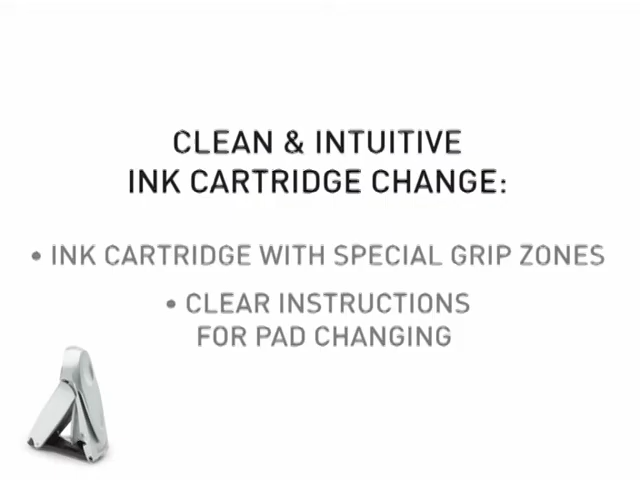 CLEAN & INTUITIVE
INK CARTRIDGE CHANGE:
• INK CARTRIDGE WITH SPECIAL GRIP ZONES
• CLEAR INSTRUCTIONS
FOR PAD CHANGING